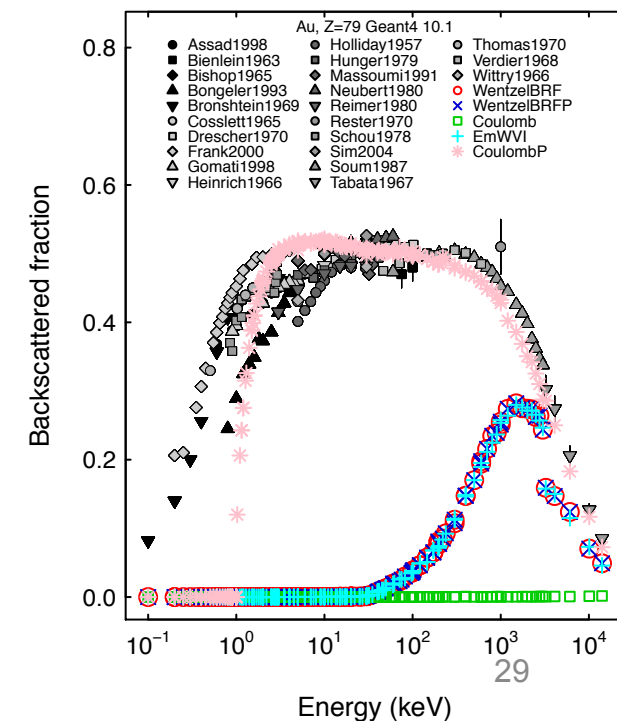 Au, Z=79 Geant4 10.1
Assad1998
Bienlein1963
Bishop1965
Bongeler1993
Bronshtein1969
Cosslett1965
Drescher1970
Frank2000
Gomati1998
Heinrich1966
Holliday1957
Hunger1979
Massoumi1991
Neubert1980
Reimer1980
Rester1970
Schou1978
Sim2004
Soum1987
Tabata1967
Thomas1970
Verdier1968
Wittry1966
WentzelBRF
WentzelBRFP
Coulomb
EmWVI
CoulombP
Backscattered fraction
0.8
0.6
0.4
0.2
0.0
10⁻¹ 10⁰ 10¹ 10² 10³ 10⁴
29
Energy (keV)